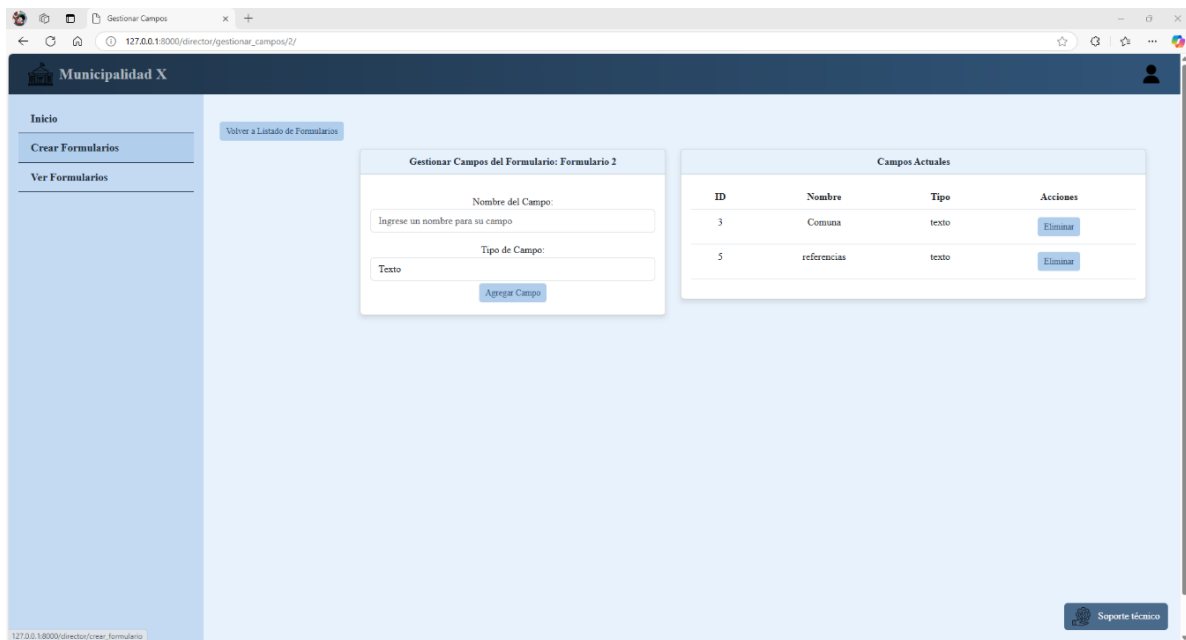 Gestionar Campos
127.0.0.1:8000/director/gestionar_campos/2/
Municipalidad X
Inicio
Crear Formularios
Ver Formularios
Volver a Listado de Formularios
Gestionar Campos del Formulario: Formulario 2
Nombre del Campo:
Ingrese un nombre para su campo
Tipo de Campo:
Texto
Agregar Campo
Campos Actuales
ID Nombre Tipo Acciones
3 Comuna texto Eliminar
5 referencias texto Eliminar
Soporte técnico
127.0.0.1:8000/director/crear_formulario